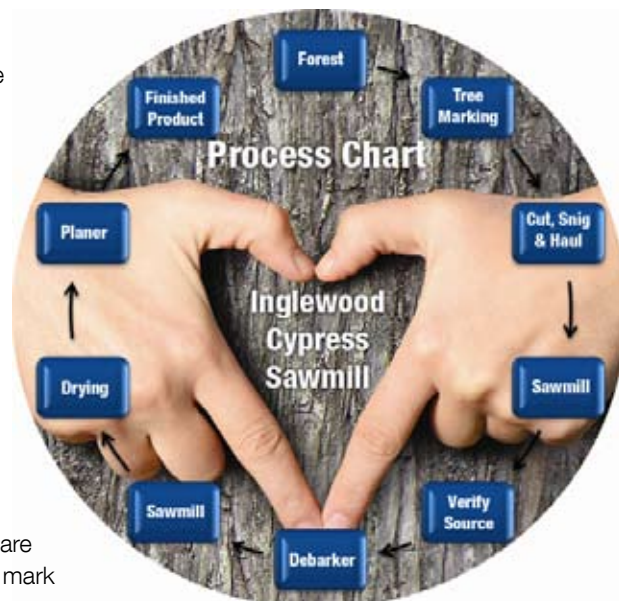 e
Forest
Tree
Marking
Cut, Snig
& Haul
Sawmill
Verify
Source
Debarker
Sawmill
Drying
Planer
Finished
Product
Process Chart
Inglewood
Cypress
Sawmill
are
mark